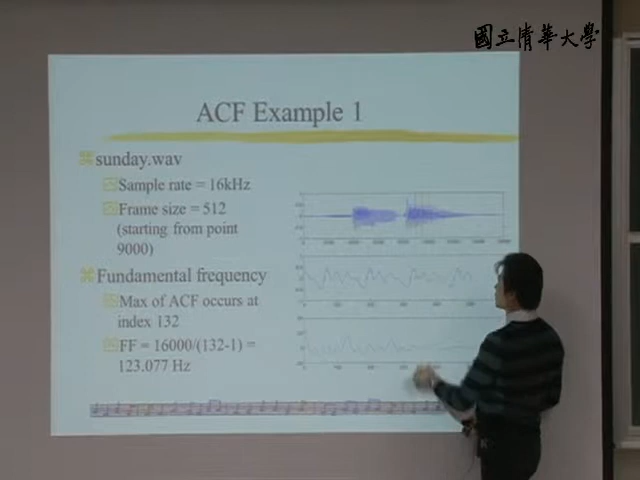 國立清華大學
ACF Example 1
sunday.wav
Sample rate = 16kHz
Frame size = 512
(starting from point
9000)
Fundamental frequency
Max of ACF occurs at
index 132
FF = 16000/(132-1) =
123.077 Hz